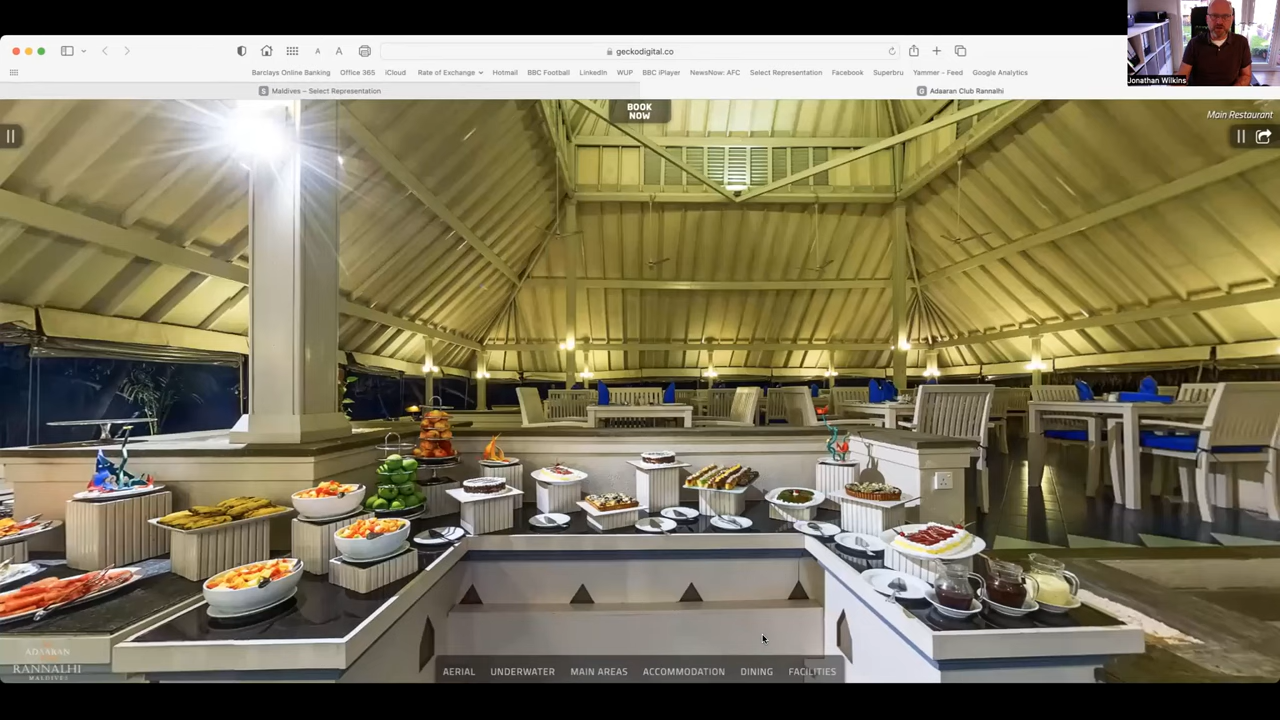 Jonathan Wilkins
A A geckodigital.co
Barclays Online Banking Office 365 iCloud Rate of Exchange Hotmail BBC Football LinkedIn WUP BBC iPlayer NewsNow: AFC Select Representation Facebook Superbru Yammer - Feed Google Analytics
S Maldives – Select Representation G Adaaran Club Rannalhi
BOOK
NOW
Main Restaurant
ADAARAN
RANNALHI
MALDIVES
AERIAL UNDERWATER MAIN AREAS ACCOMMODATION DINING FACILITIES